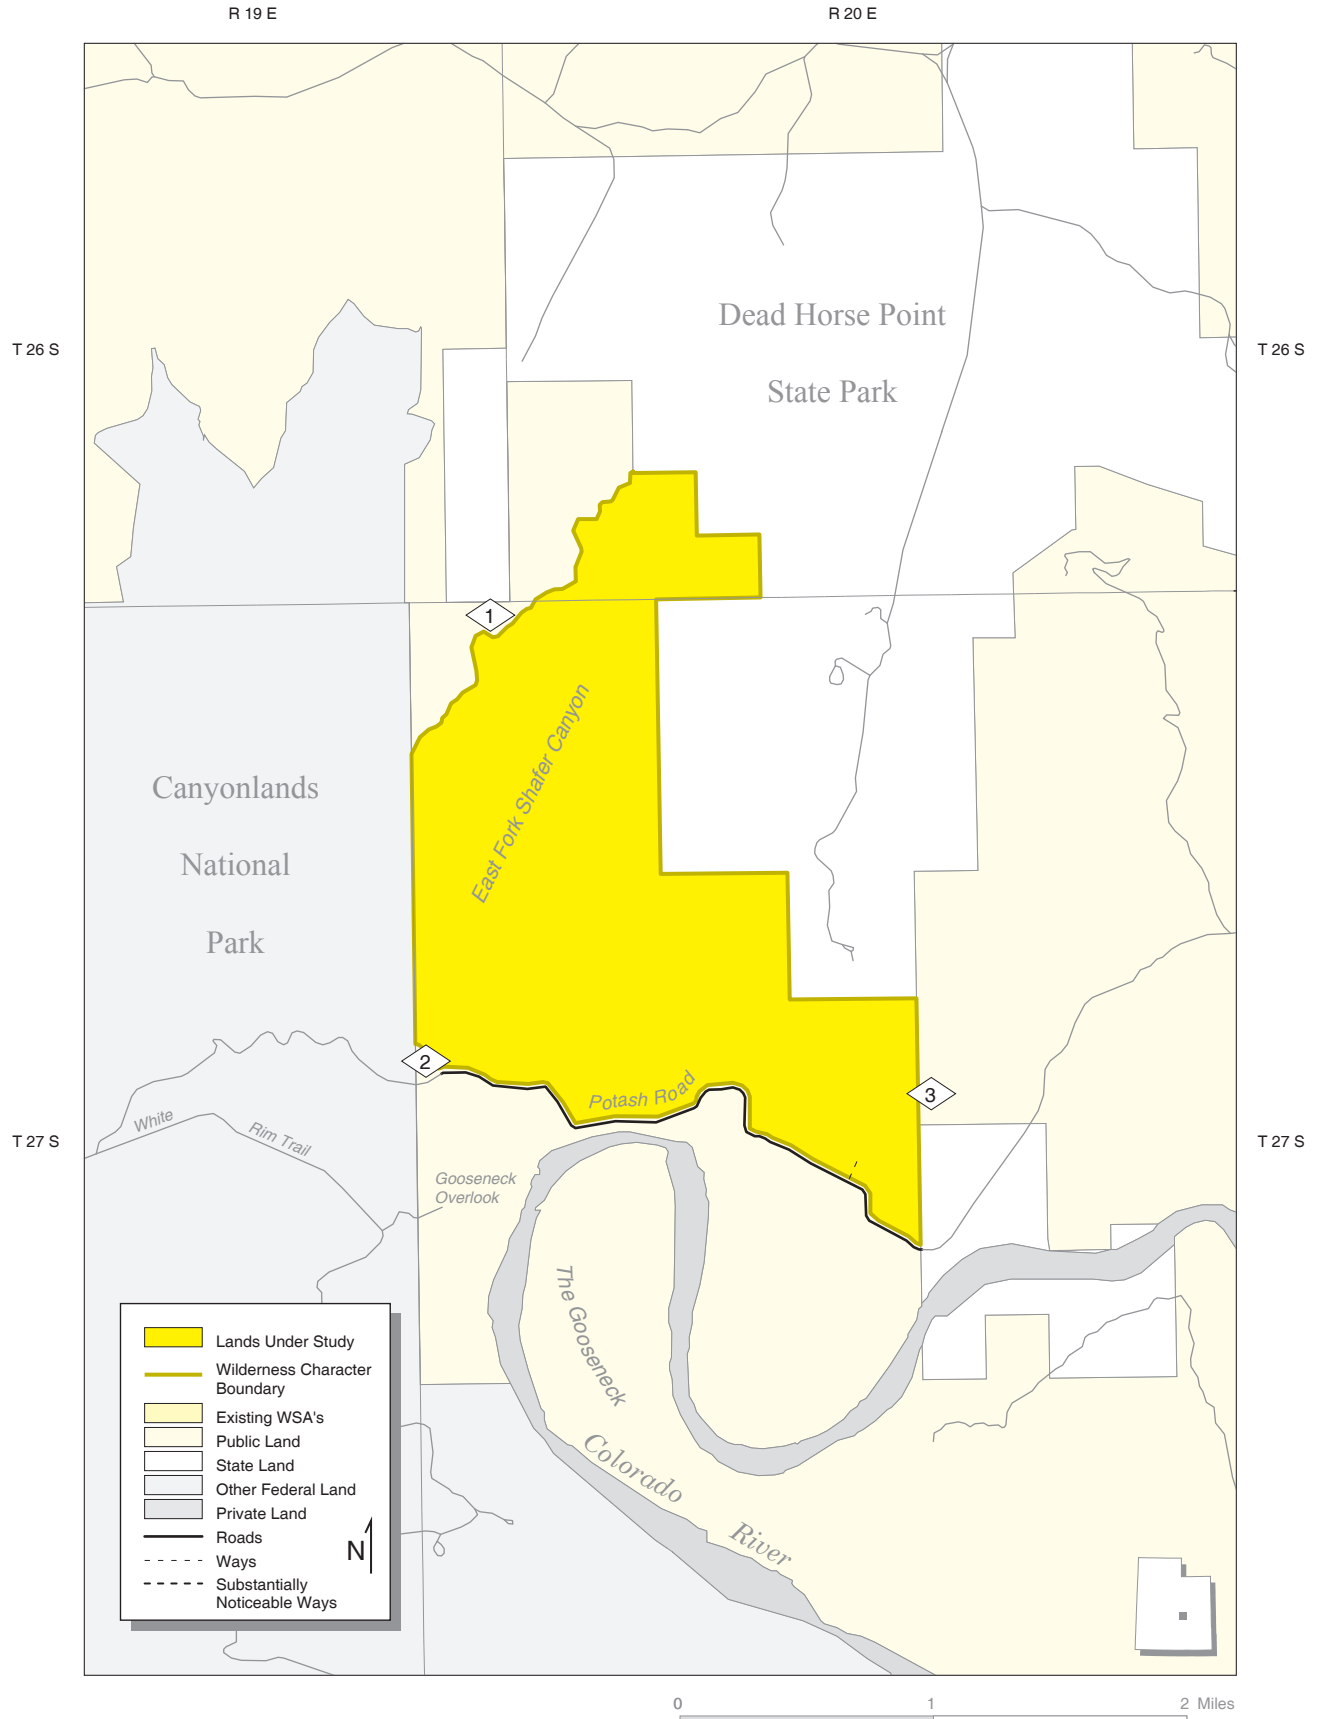 R 19 E
R 20 E
Dead Horse Point
State Park
T 26 S
T 26 S
1
East Fork Shafer Canyon
Canyonlands
National
Park
2
3
Potash Road
White
Rim Trail
T 27 S
T 27 S
Gooseneck
Overlook
The Gooseneck
Colorado
River
Lands Under Study
Wilderness Character
Boundary
Existing WSA's
Public Land
State Land
Other Federal Land
Private Land
Roads
Ways
Substantially
Noticeable Ways
N
0 1 2 Miles